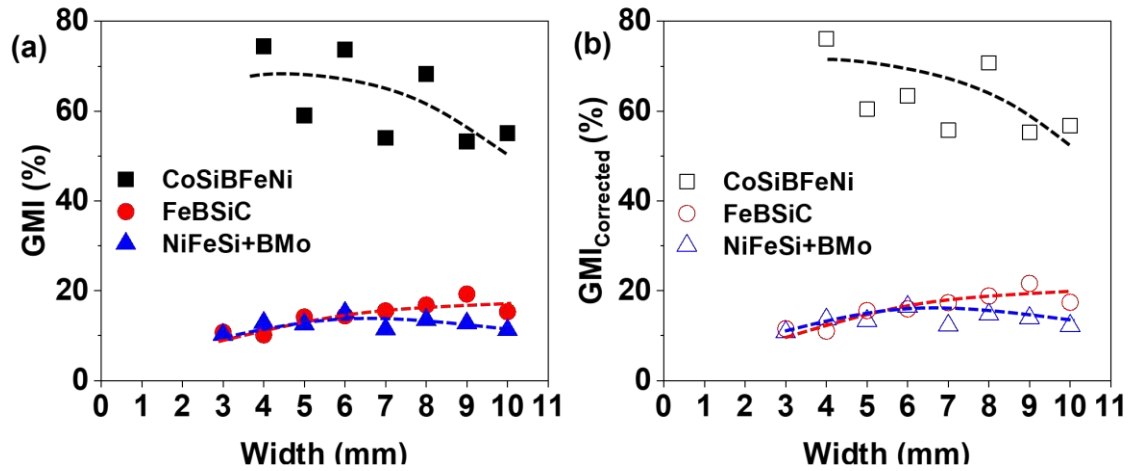 (a)
GMI (%)
80
60
40
20
0
CoSiBFeNi
FeBSiC
NiFeSi+BMo
0 1 2 3 4 5 6 7 8 9 10 11
Width (mm)
(b)
GMI Corrected (%)
80
60
40
20
0
CoSiBFeNi
FeBSiC
NiFeSi+BMo
0 1 2 3 4 5 6 7 8 9 10 11
Width (mm)